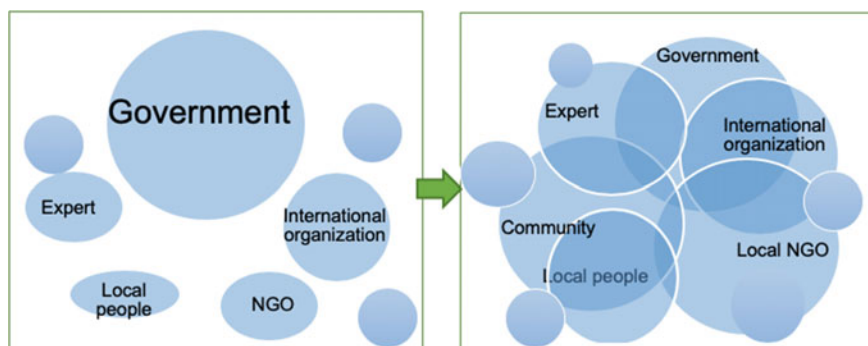 Government
Expert
International
organization
Local
people
NGO
Government
Expert
International
organization
Community
Local NGO
Local people